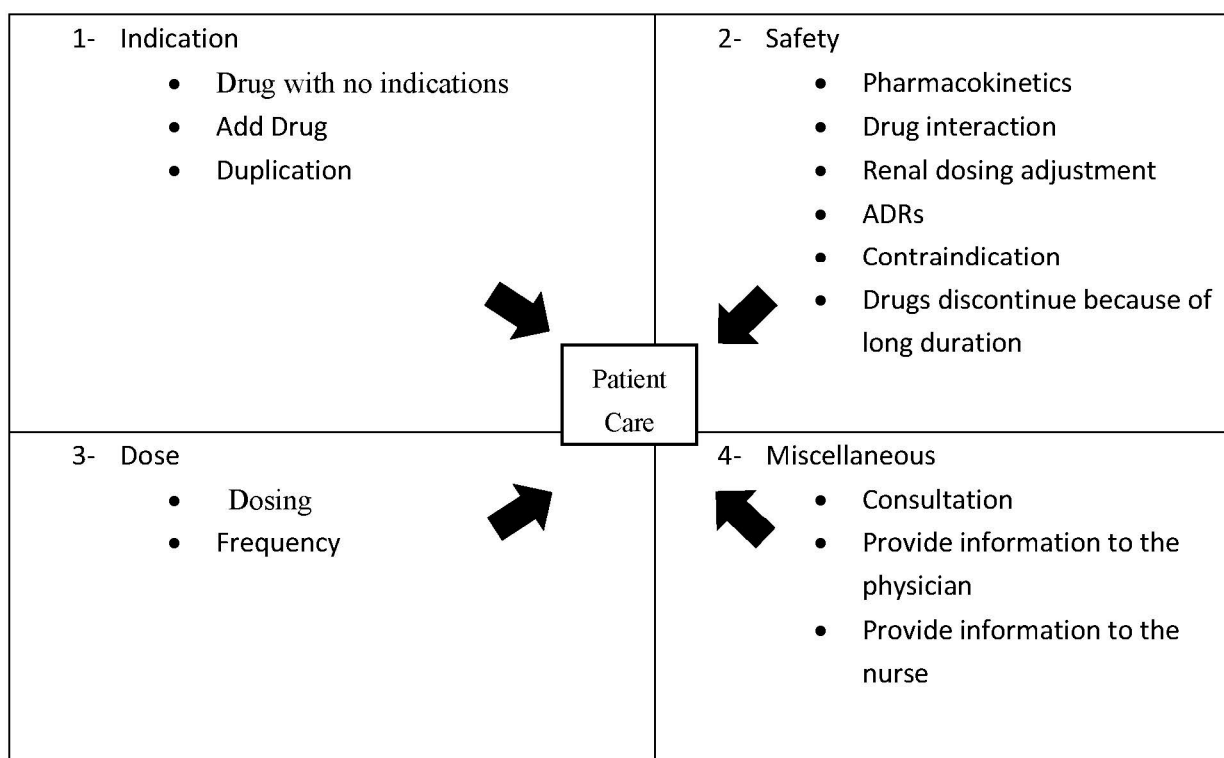 1- Indication
• Drug with no indications
• Add Drug
• Duplication
2- Safety
• Pharmacokinetics
• Drug interaction
• Renal dosing adjustment
• ADRs
• Contraindication
• Drugs discontinue because of
long duration
Patient
Care
3- Dose
• Dosing
• Frequency
4- Miscellaneous
• Consultation
• Provide information to the
physician
• Provide information to the
nurse